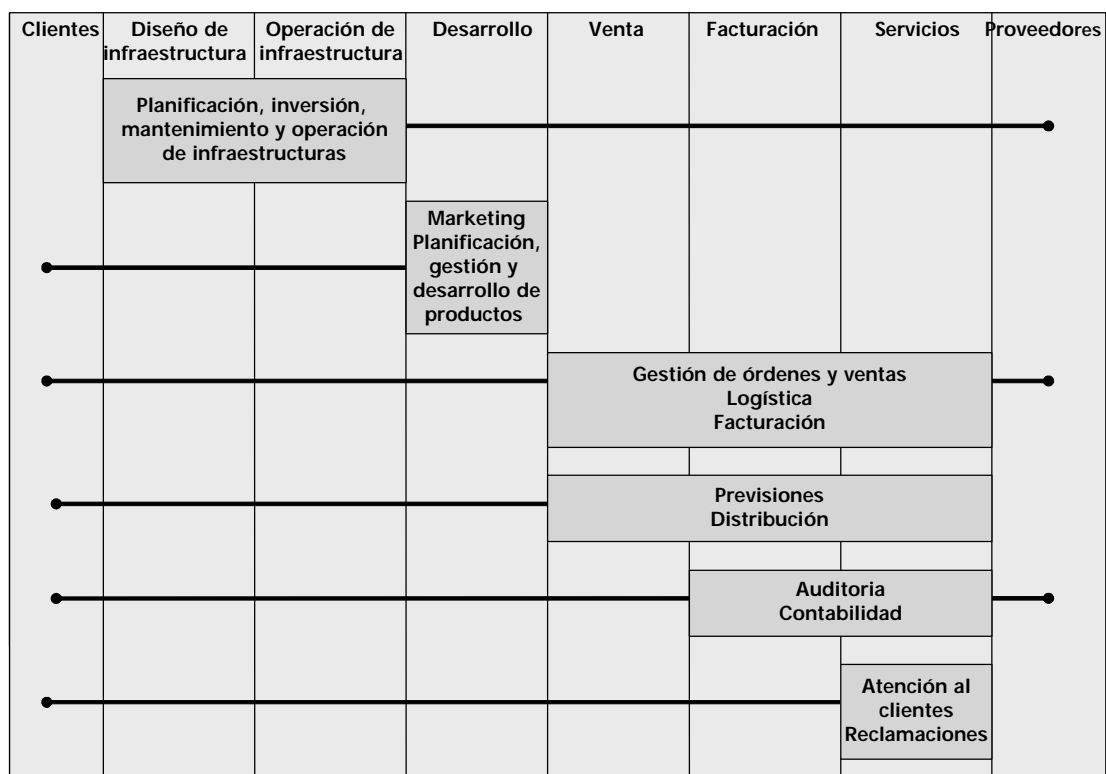 Clientes
Diseño de
infraestructura
Operación de
infraestructura
Desarrollo
Venta
Facturación
Servicios
Proveedores
Planificación, inversión,
mantenimiento y operación
de infraestructuras
Marketing
Planificación,
gestión y
desarrollo de
productos
Gestión de órdenes y ventas
Logística
Facturación
Previsiones
Distribución
Auditoria
Contabilidad
Atención al
clientes
Reclamaciones